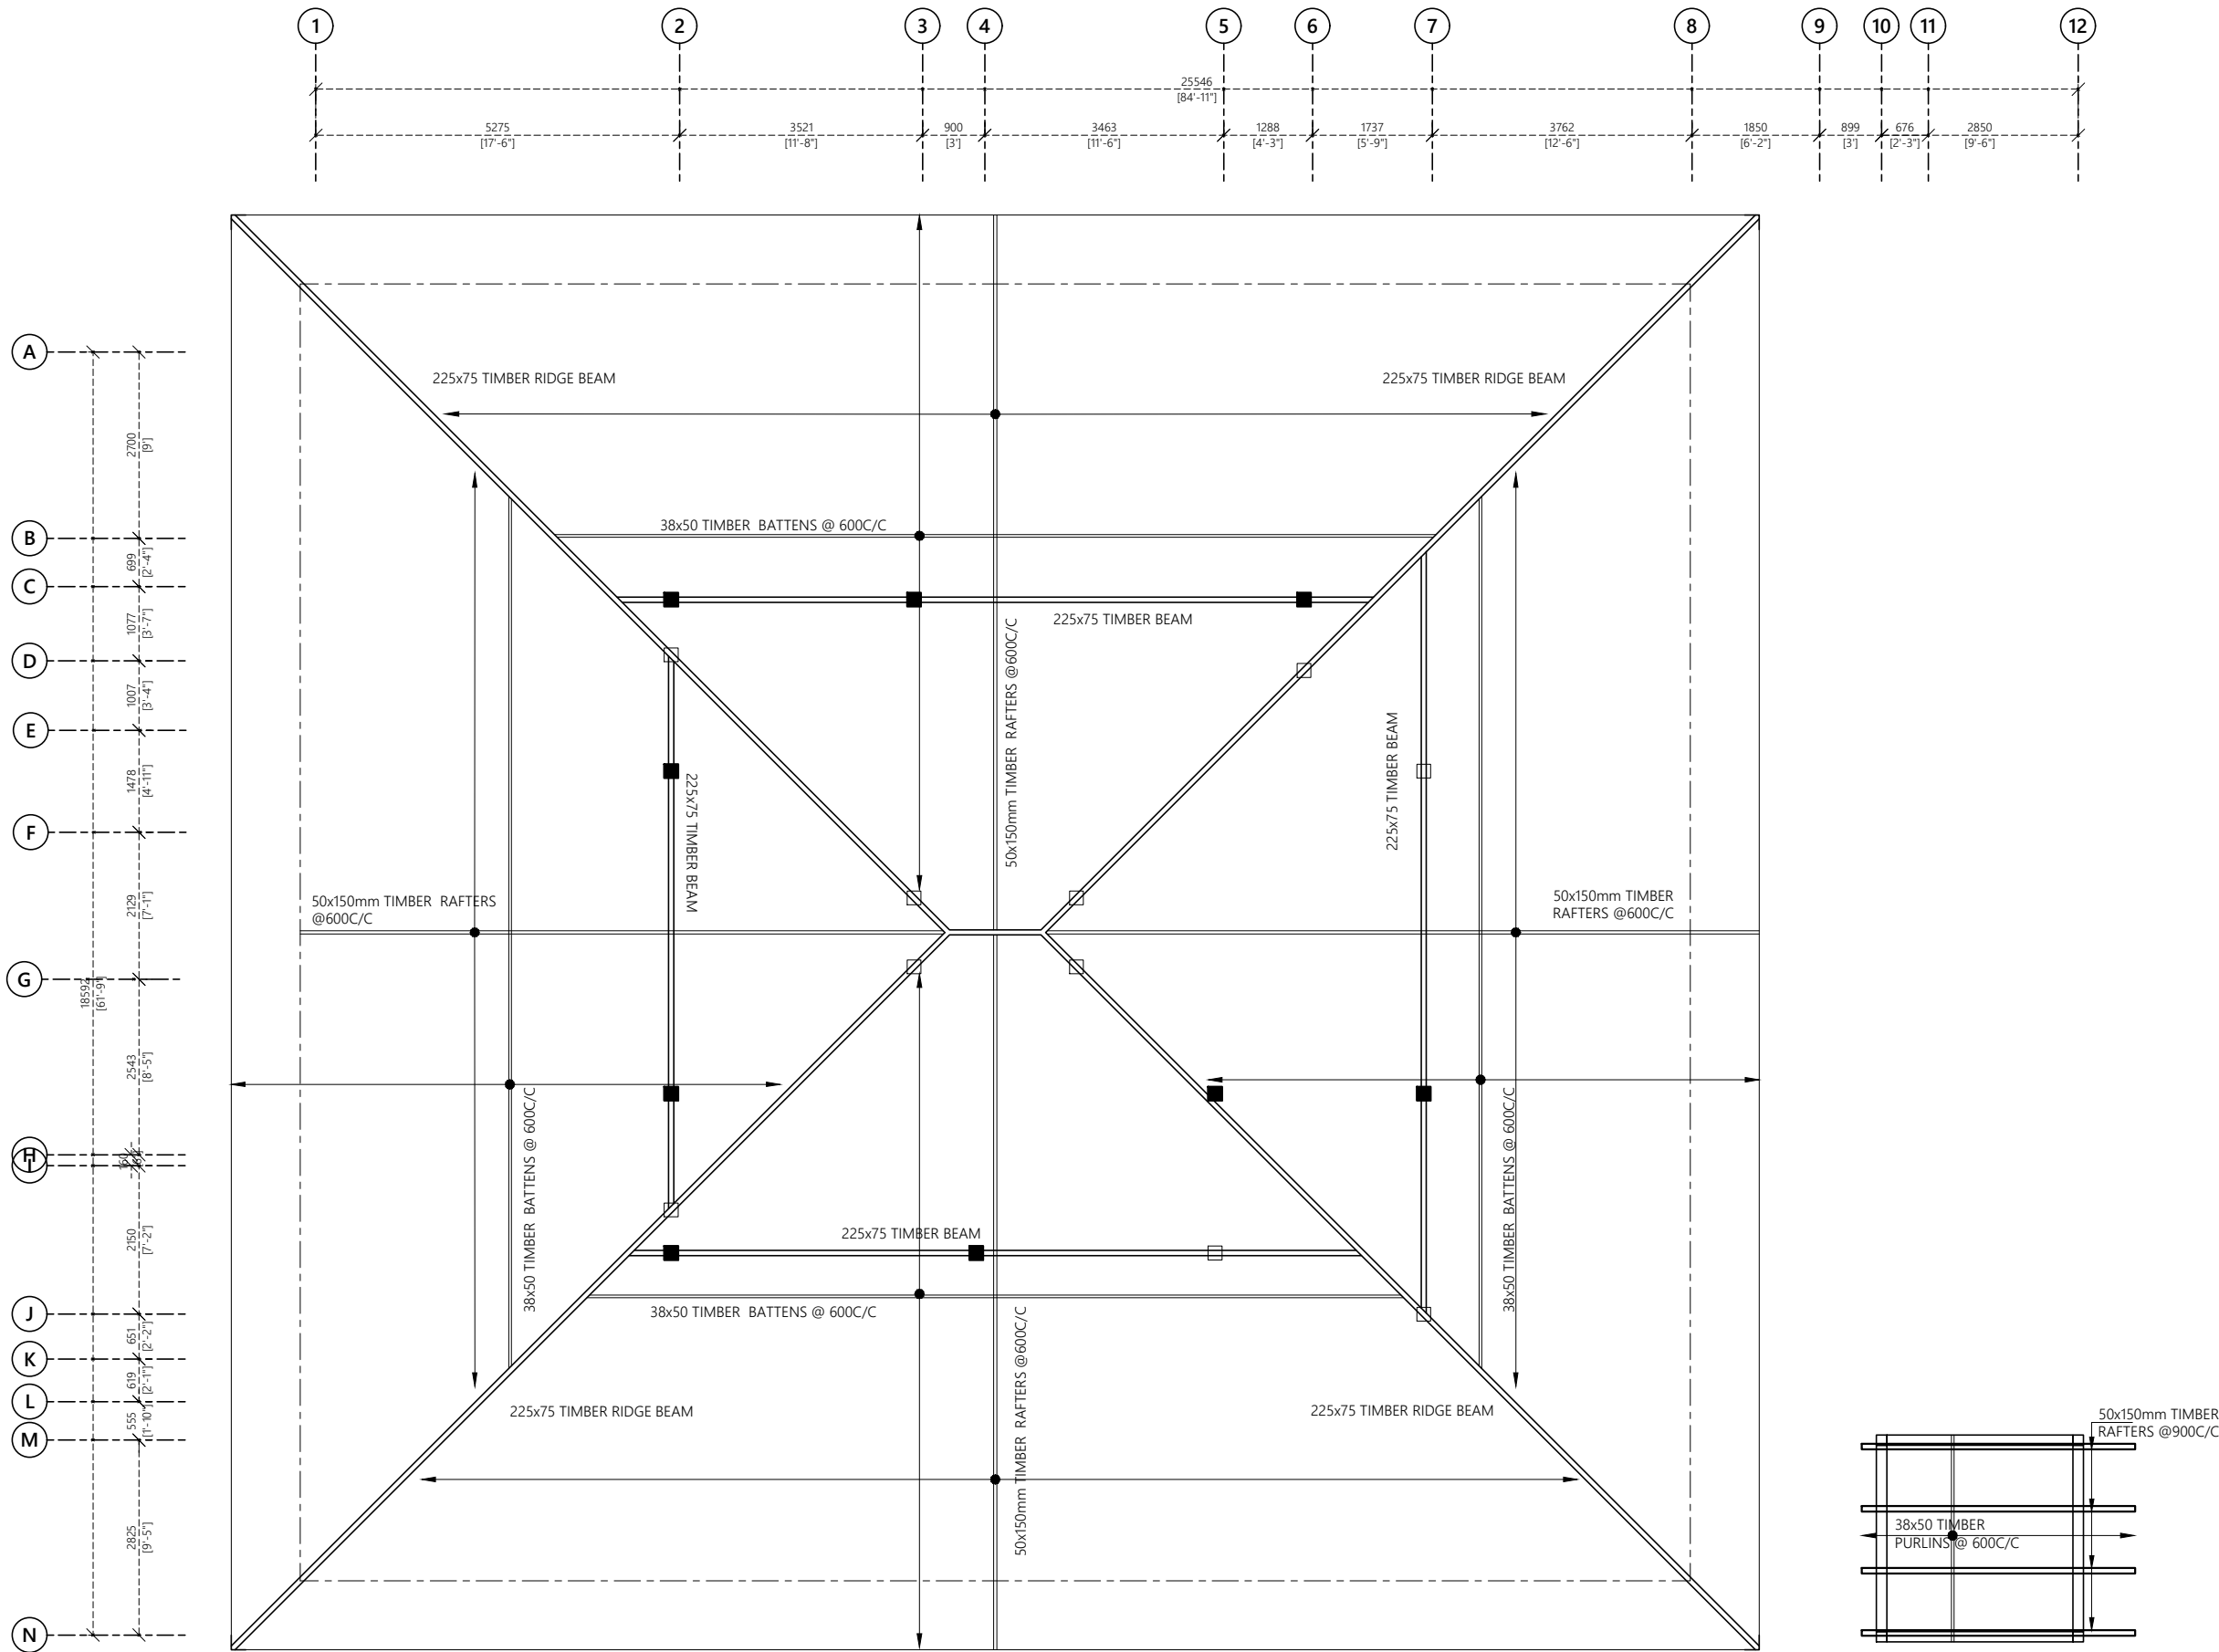 1 2 3 4 5 6 7 8 9 10 11 12
25546
[84'-11"]
5275 3521 900 3463 1288 1737 3762 1850 899 676 2850
[17'-6"] [11'-8"] [3'] [11'-6"] [4'-3"] [5'-9"] [12'-6"] [6'-2"] [3'] [2'-3"] [9'-6"]
A
B
C
D
E
F
G
H
I
J
K
L
M
N
18592
[61'-9"]
2700
[9']
699
[2'-4"]
1077
[3'-7"]
1007
[3'-4"]
1478
[4'-11"]
2129
[7'-1"]
2543
[8'-5"]
160
2150
[7'-2"]
651
[2'-2"]
619
[2'-1"]
555
[1'-10"]
2825
[9'-5"]
225x75 TIMBER RIDGE BEAM
225x75 TIMBER RIDGE BEAM
38x50 TIMBER BATTENS @ 600C/C
225x75 TIMBER BEAM
50x150mm TIMBER RAFTERS @600C/C
225x75 TIMBER BEAM
225x75 TIMBER BEAM
50x150mm TIMBER RAFTERS
@600C/C
50x150mm TIMBER
RAFTERS @600C/C
38x50 TIMBER BATTENS @ 600C/C
38x50 TIMBER BATTENS @ 600C/C
225x75 TIMBER BEAM
38x50 TIMBER BATTENS @ 600C/C
50x150mm TIMBER RAFTERS @600C/C
225x75 TIMBER RIDGE BEAM
225x75 TIMBER RIDGE BEAM
50x150mm TIMBER
RAFTERS @900C/C
38x50 TIMBER
PURLINS @ 600C/C